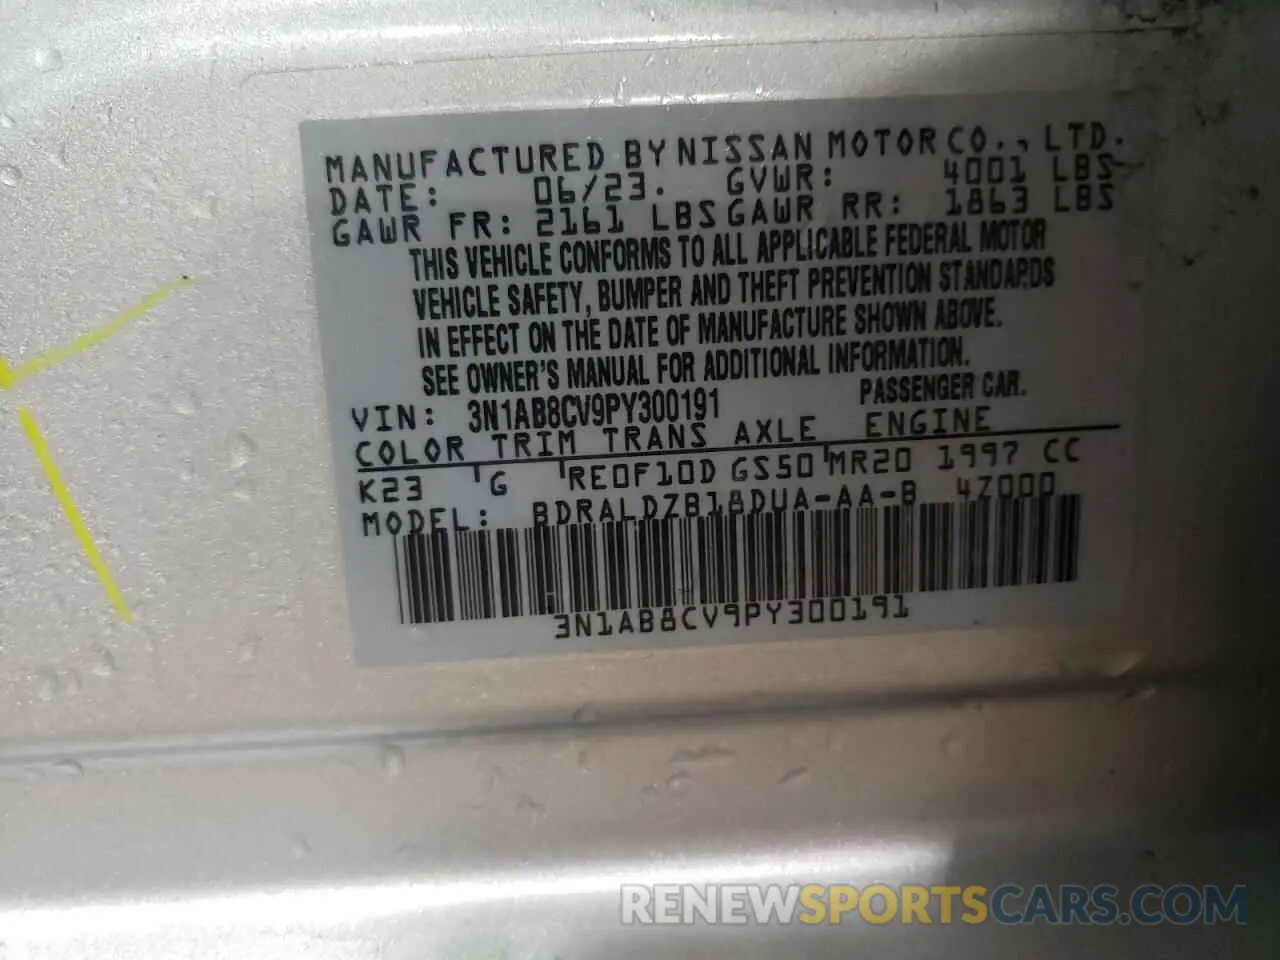 MANUFACTURED BY NISSAN MOTOR CO., LTD.
DATE: 06/23. GVWR: 4001 LBS
GAWR FR: 2161 LBS GAWR RR: 1863 LBS
THIS VEHICLE CONFORMS TO ALL APPLICABLE FEDERAL MOTOR
VEHICLE SAFETY, BUMPER AND THEFT PREVENTION STANDARDS
IN EFFECT ON THE DATE OF MANUFACTURE SHOWN ABOVE.
SEE OWNER'S MANUAL FOR ADDITIONAL INFORMATION.
VIN: 3N1AB8CV9PY300191 PASSENGER CAR.
COLOR TRIM TRANS AXLE ENGINE
K23 G RE0F10D GS50 MR20 1997 CC
MODEL: BDRALDZB18DUA-AA-B 4Z000
3N1AB8CV9PY300191
RENEWSPORTSCARS.COM